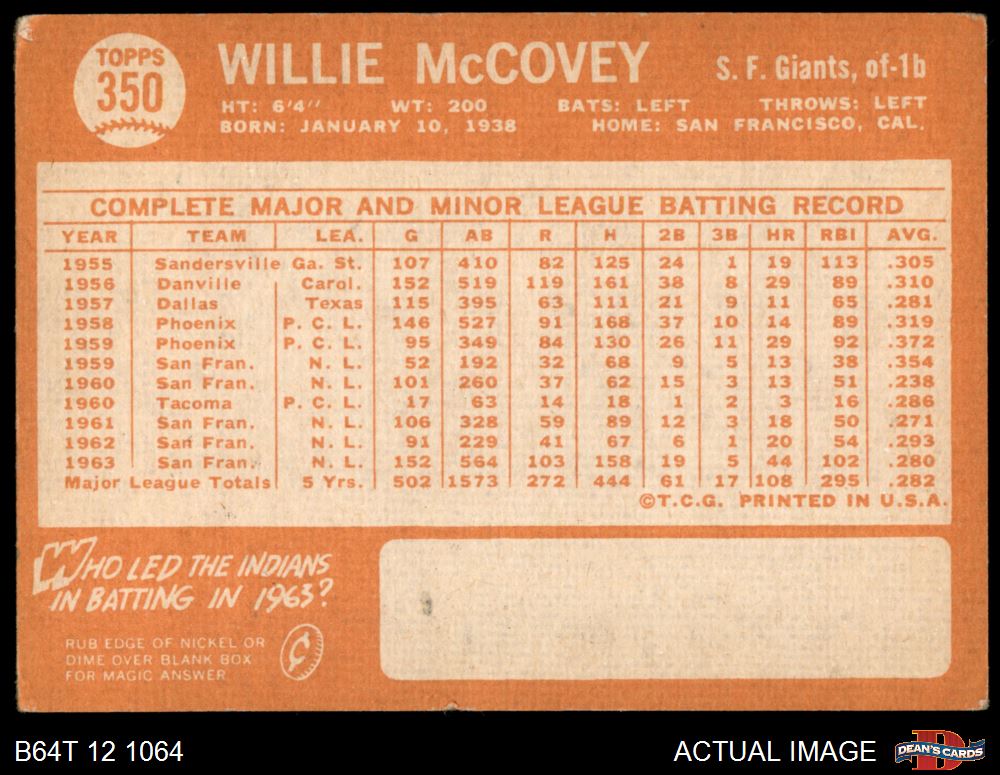 TOPPS
350
WILLIE McCOVEY
S. F. Giants, of-1b
HT: 6'4" WT: 200 BATS: LEFT THROWS: LEFT
BORN: JANUARY 10, 1938 HOME: SAN FRANCISCO, CAL.
COMPLETE MAJOR AND MINOR LEAGUE BATTING RECORD
YEAR TEAM LEA. G AB R H 2B 3B HR RBI AVG.
1955 Sandersville Ga. St. 107 410 82 125 24 1 19 113 .305
1956 Danville Carol. 152 519 119 161 38 8 29 89 .310
1957 Dallas Texas 115 395 63 111 21 9 11 65 .281
1958 Phoenix P. C. L. 146 527 91 168 37 10 14 89 .319
1959 Phoenix P. C. L. 95 349 84 130 26 11 29 92 .372
1959 San Fran. N. L. 52 192 32 68 9 5 13 38 .354
1960 San Fran. N. L. 101 260 37 62 15 3 13 51 .238
1960 Tacoma P. C. L. 17 63 14 18 1 2 3 16 .286
1961 San Fran. N. L. 106 328 59 89 12 3 18 50 .271
1962 San Fran. N. L. 91 229 41 67 6 1 20 54 .293
1963 San Fran. N. L. 152 564 103 158 19 5 44 102 .280
Major League Totals 5 Yrs. 502 1573 272 444 61 17 108 295 .282
©T.C.G. PRINTED IN U.S.A.
WHO LED THE INDIANS
IN BATTING IN 1963?
RUB EDGE OF NICKEL OR
DIME OVER BLANK BOX
FOR MAGIC ANSWER
¢
B64T 12 1064
ACTUAL IMAGE
D
DEAN'S CARDS